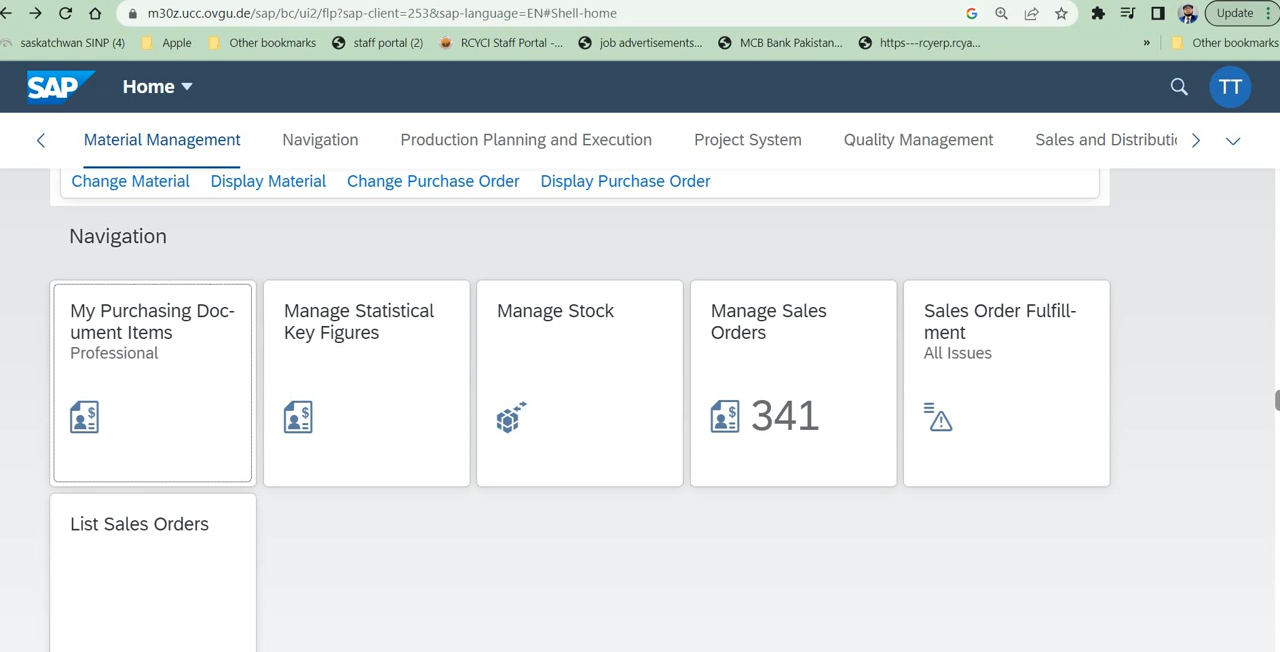 m30z.ucc.ovgu.de/sap/bc/ui2/flp?sap-client=253&sap-language=EN#Shell-home
Update
saskatchwan SINP (4)
Apple
Other bookmarks
staff portal (2)
RCYCI Staff Portal -...
job advertisements...
MCB Bank Pakistan...
https---rcyerp.rcya...
»
Other bookmarks
SAP
Home
TT
Material Management
Navigation
Production Planning and Execution
Project System
Quality Management
Sales and Distributi
Change Material
Display Material
Change Purchase Order
Display Purchase Order
Navigation
My Purchasing Doc-
ument Items
Professional
Manage Statistical
Key Figures
Manage Stock
Manage Sales
Orders
341
Sales Order Fulfill-
ment
All Issues
List Sales Orders